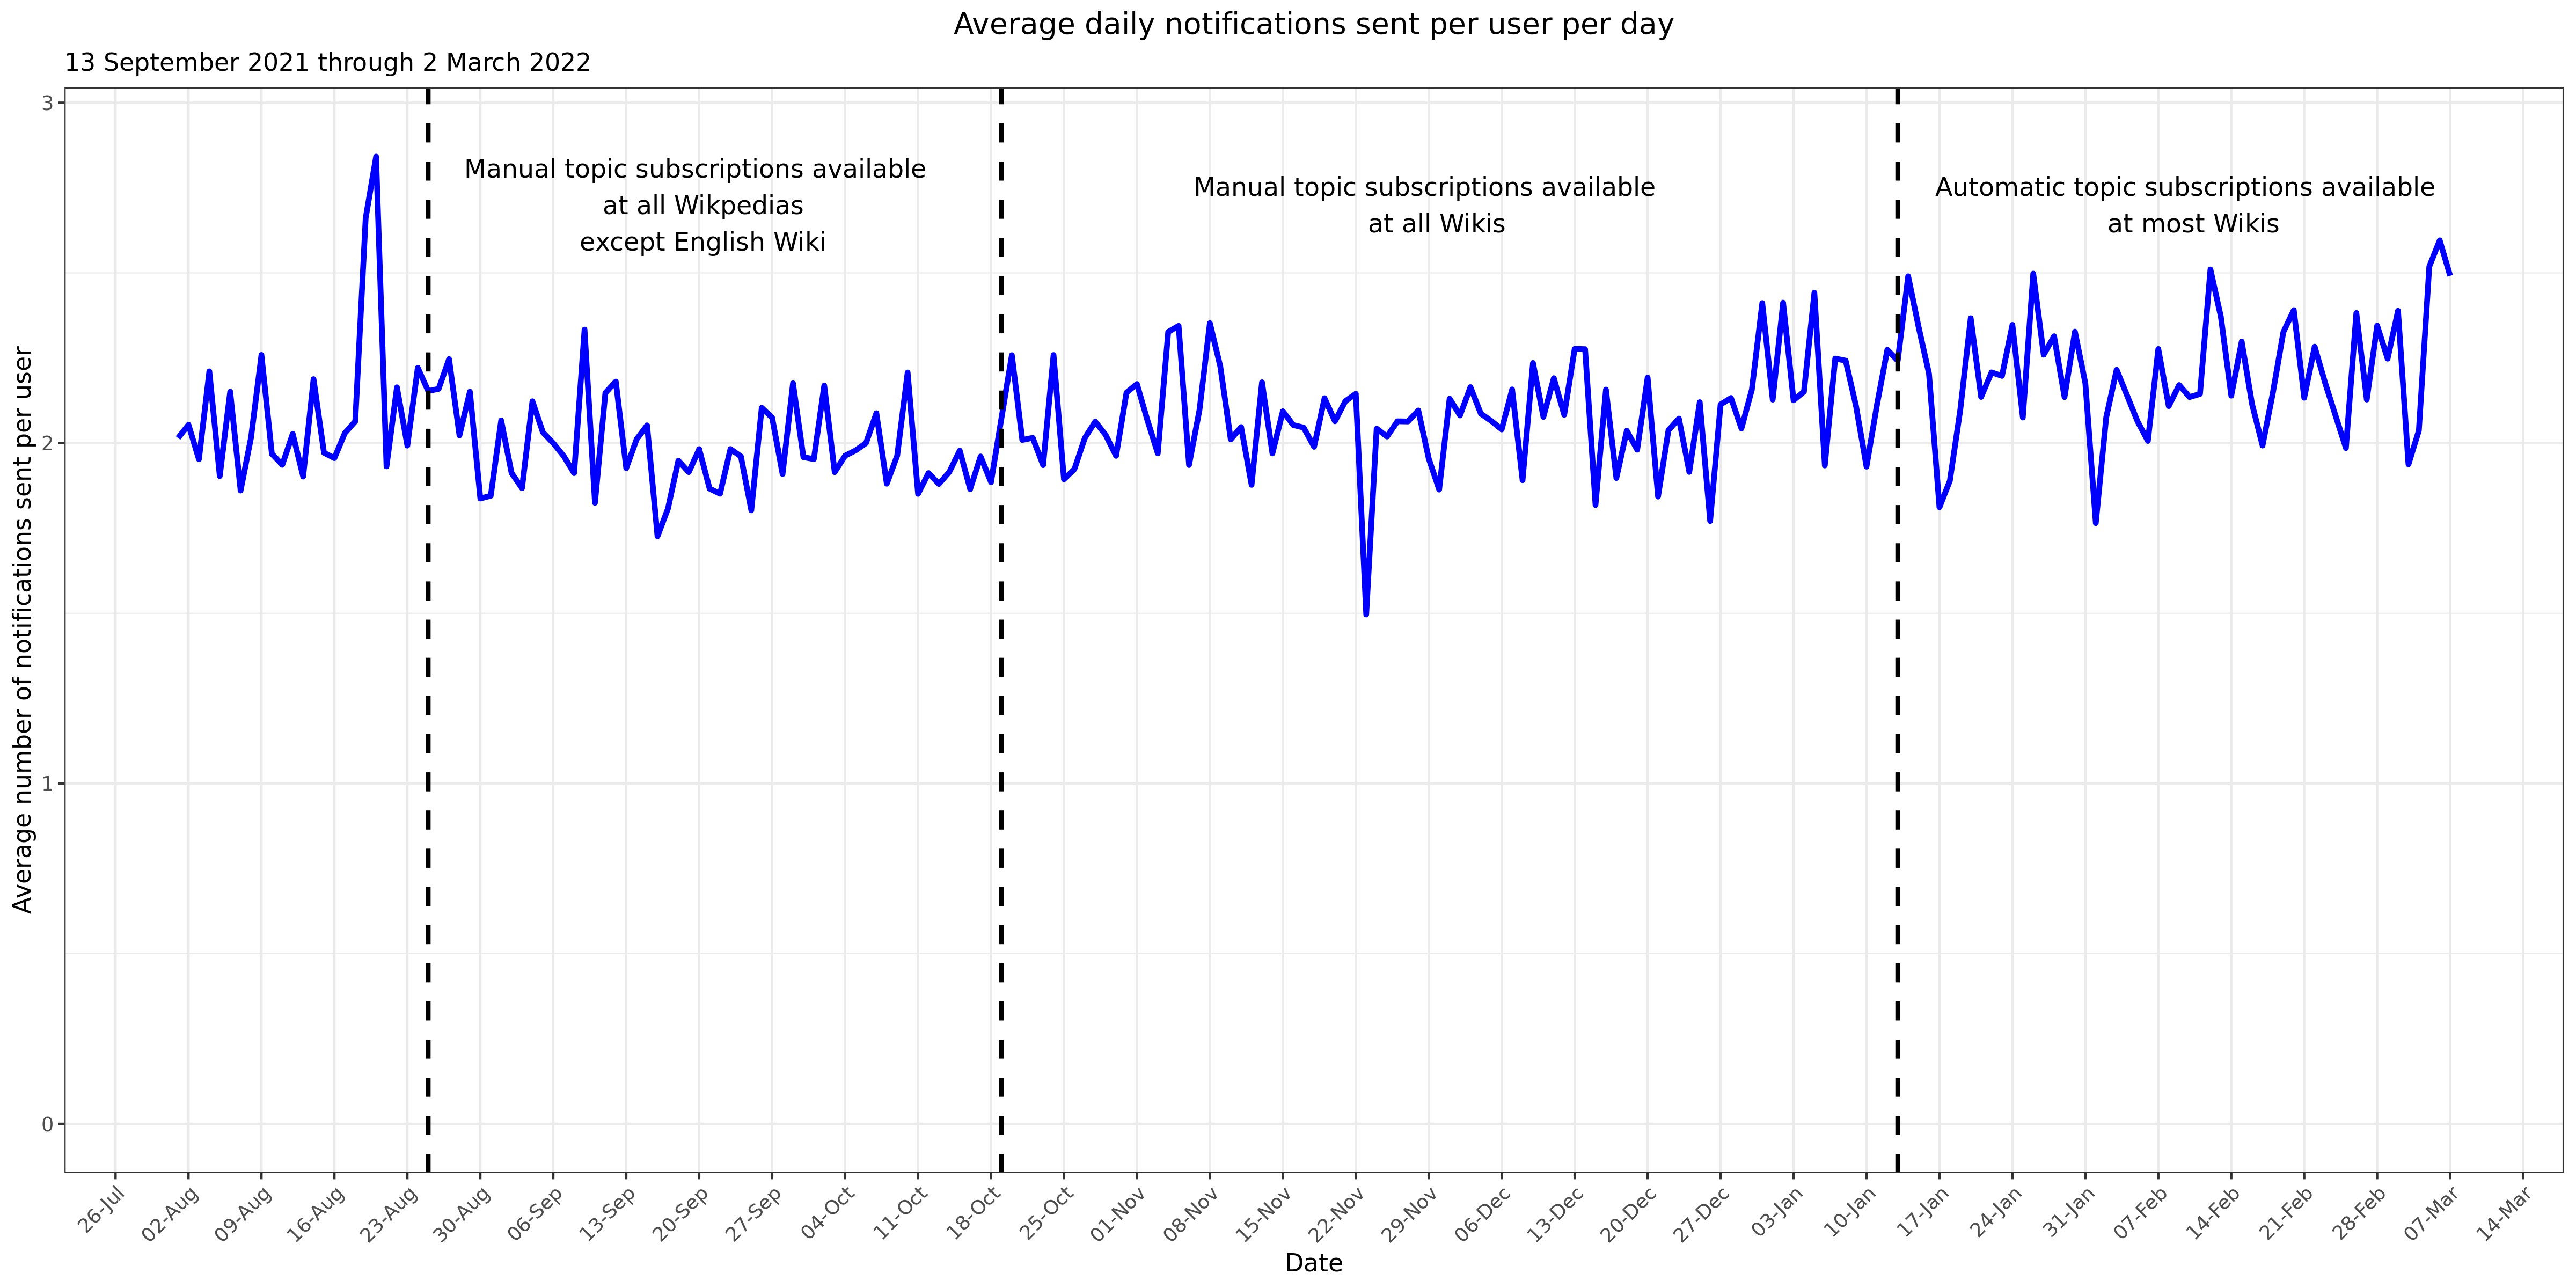 Average daily notifications sent per user per day
13 September 2021 through 2 March 2022
Average number of notifications sent per user
3
2
1
0
Manual topic subscriptions available
at all Wikpedias
except English Wiki
Manual topic subscriptions available
at all Wikis
Automatic topic subscriptions available
at most Wikis
26-Jul
02-Aug
09-Aug
16-Aug
23-Aug
30-Aug
06-Sep
13-Sep
20-Sep
27-Sep
04-Oct
11-Oct
18-Oct
25-Oct
01-Nov
08-Nov
15-Nov
22-Nov
29-Nov
06-Dec
13-Dec
20-Dec
27-Dec
03-Jan
10-Jan
17-Jan
24-Jan
31-Jan
07-Feb
14-Feb
21-Feb
28-Feb
07-Mar
14-Mar
Date